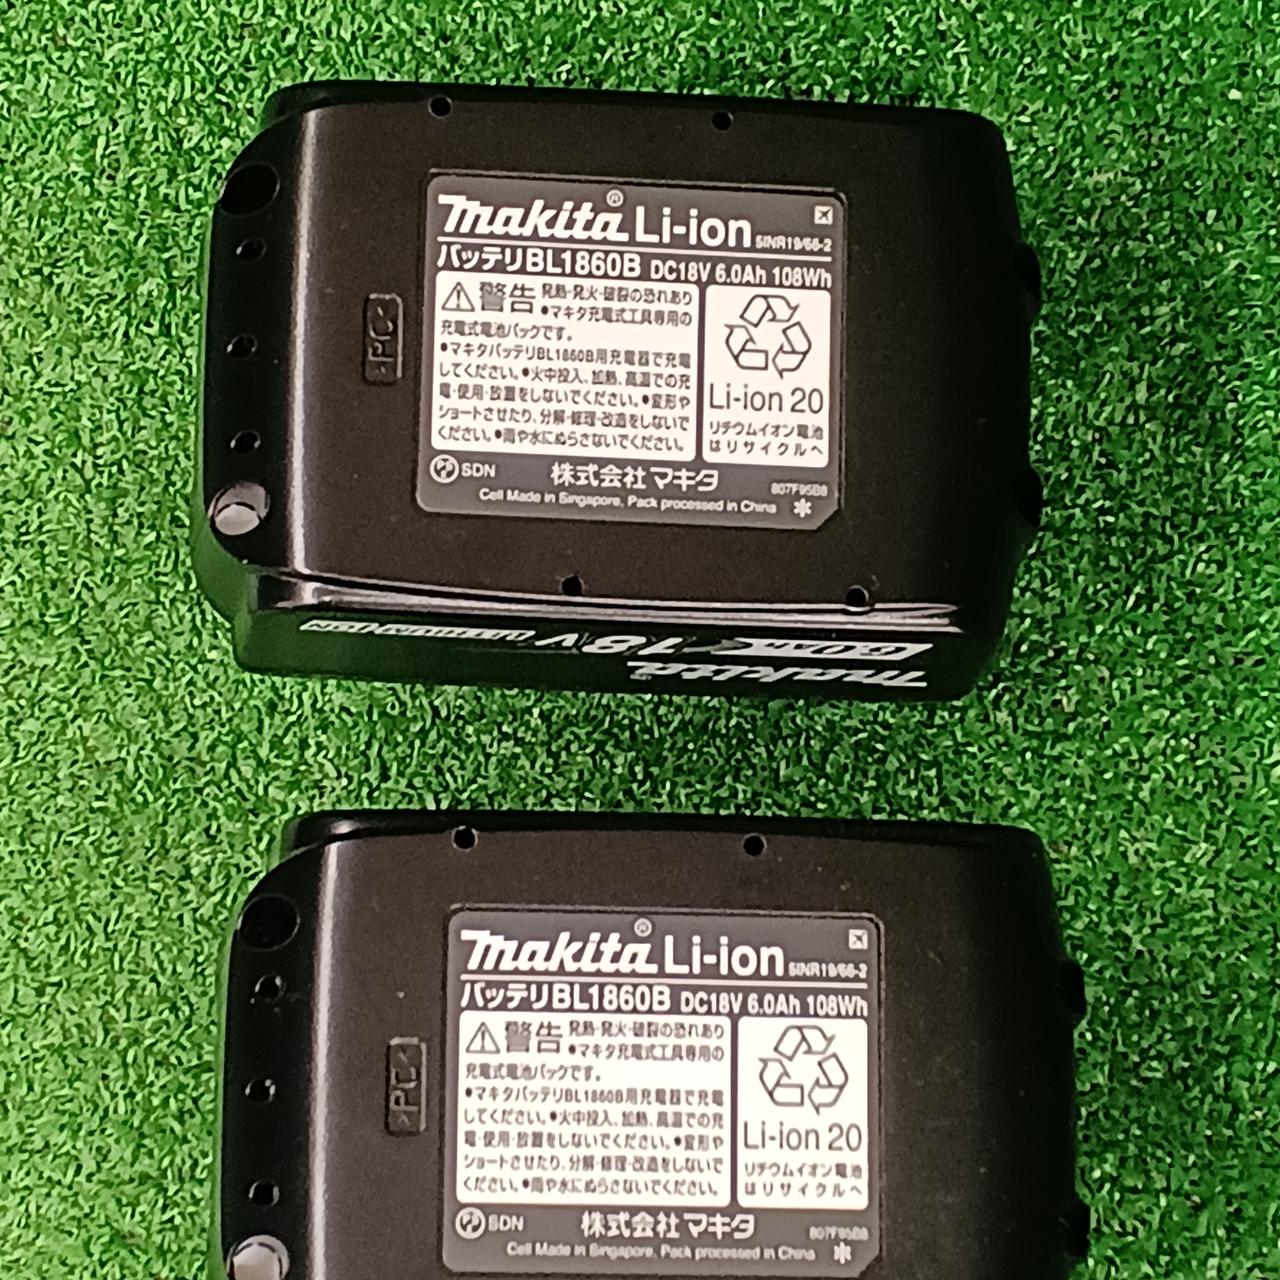 makita® Li-ion 5INR19/66-2
バッテリBL1860B DC18V 6.0Ah 108Wh
警告 発熱・発火・破裂の恐れあり
●マキタ充電式工具専用の
充電式電池パックです。
●マキタバッテリBL1860B用充電器で充電
してください。●火中投入、加熱、高温での充
電・使用・放置をしないでください。●変形や
ショートさせたり、分解・修理・改造をしないで
ください。●雨や水にぬらさないでください。
Li-ion 20
リチウムイオン電池
はリサイクルへ
PS SDN 株式会社マキタ 807F95B8
Cell Made in Singapore, Pack processed in China
PC
6.0Ah 18V LITHIUM-ION
makita
makita® Li-ion 5INR19/66-2
バッテリBL1860B DC18V 6.0Ah 108Wh
警告 発熱・発火・破裂の恐れあり
●マキタ充電式工具専用の
充電式電池パックです。
●マキタバッテリBL1860B用充電器で充電
してください。●火中投入、加熱、高温での充
電・使用・放置をしないでください。●変形や
ショートさせたり、分解・修理・改造をしないで
ください。●雨や水にぬらさないでください。
Li-ion 20
リチウムイオン電池
はリサイクルへ
PS SDN 株式会社マキタ 807F95B8
Cell Made in Singapore, Pack processed in China
PC